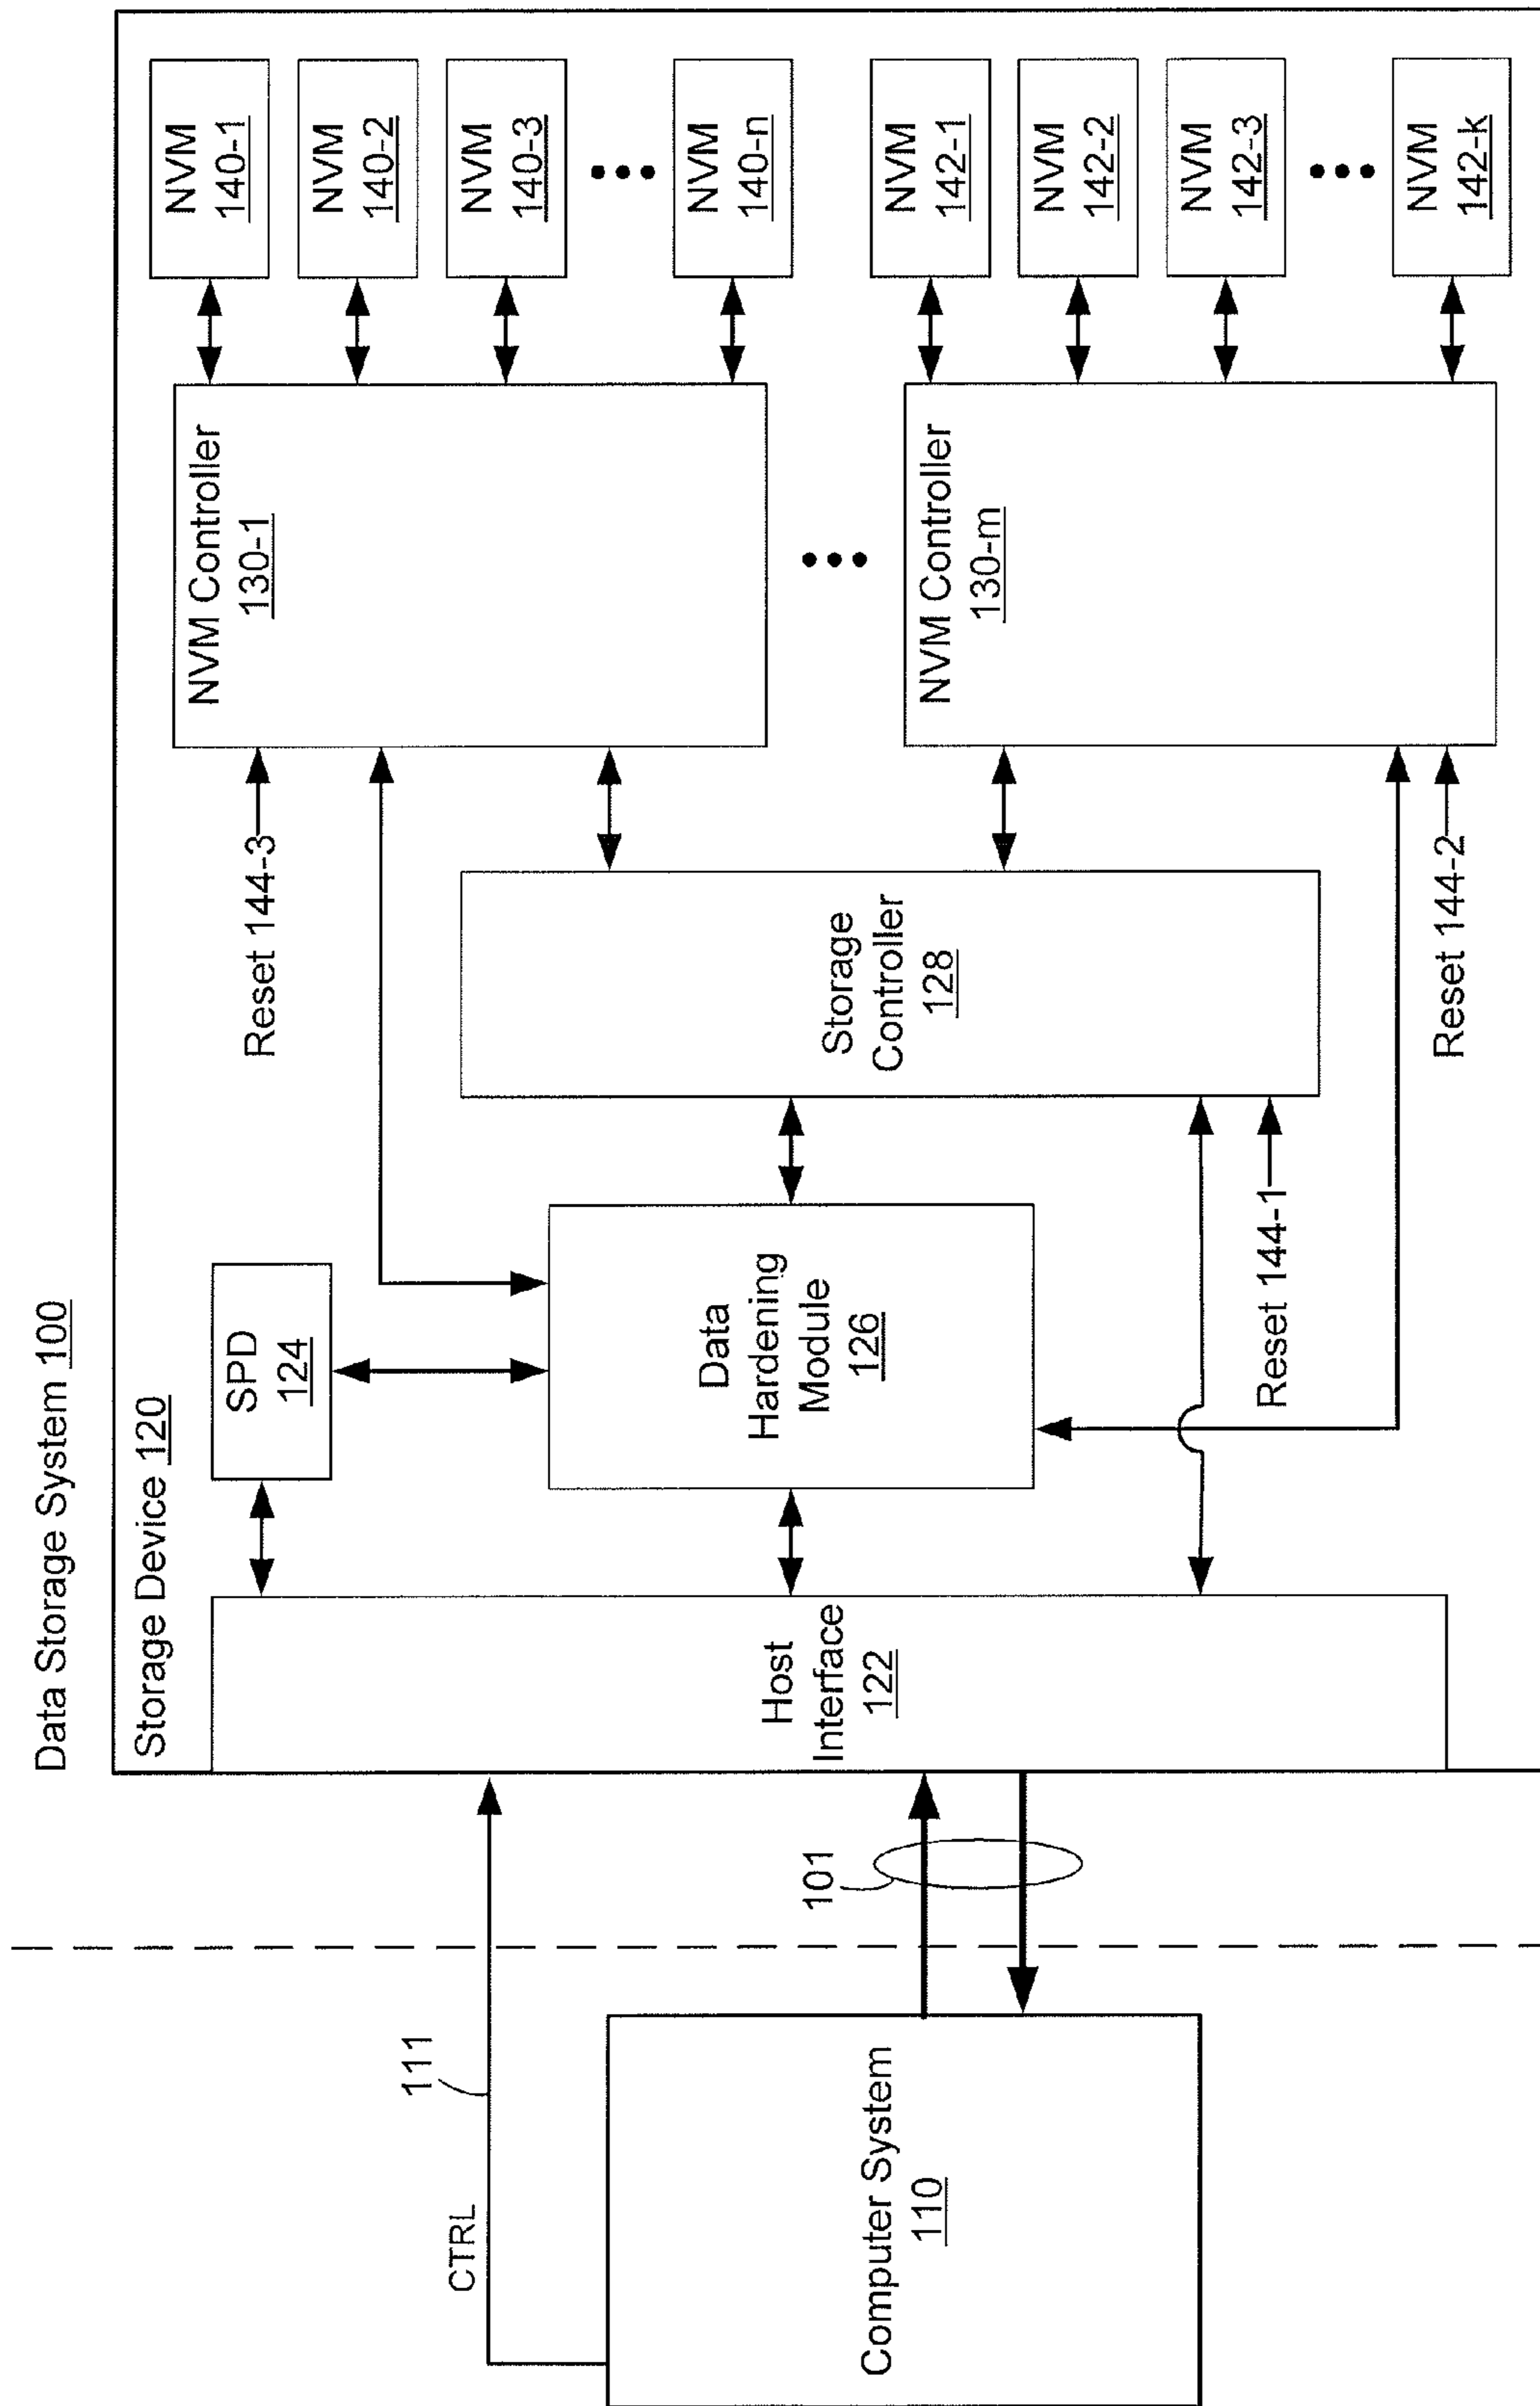 Data Storage System 100
Storage Device 120
CTRL
111
Computer System
110
101
Host
Interface
122
SPD
124
Data
Hardening
Module
126
Storage
Controller
128
Reset 144-1
Reset 144-3
Reset 144-2
NVM Controller
130-1
NVM Controller
130-m
NVM
140-1
NVM
140-2
NVM
140-3
NVM
140-n
NVM
142-1
NVM
142-2
NVM
142-3
NVM
142-k